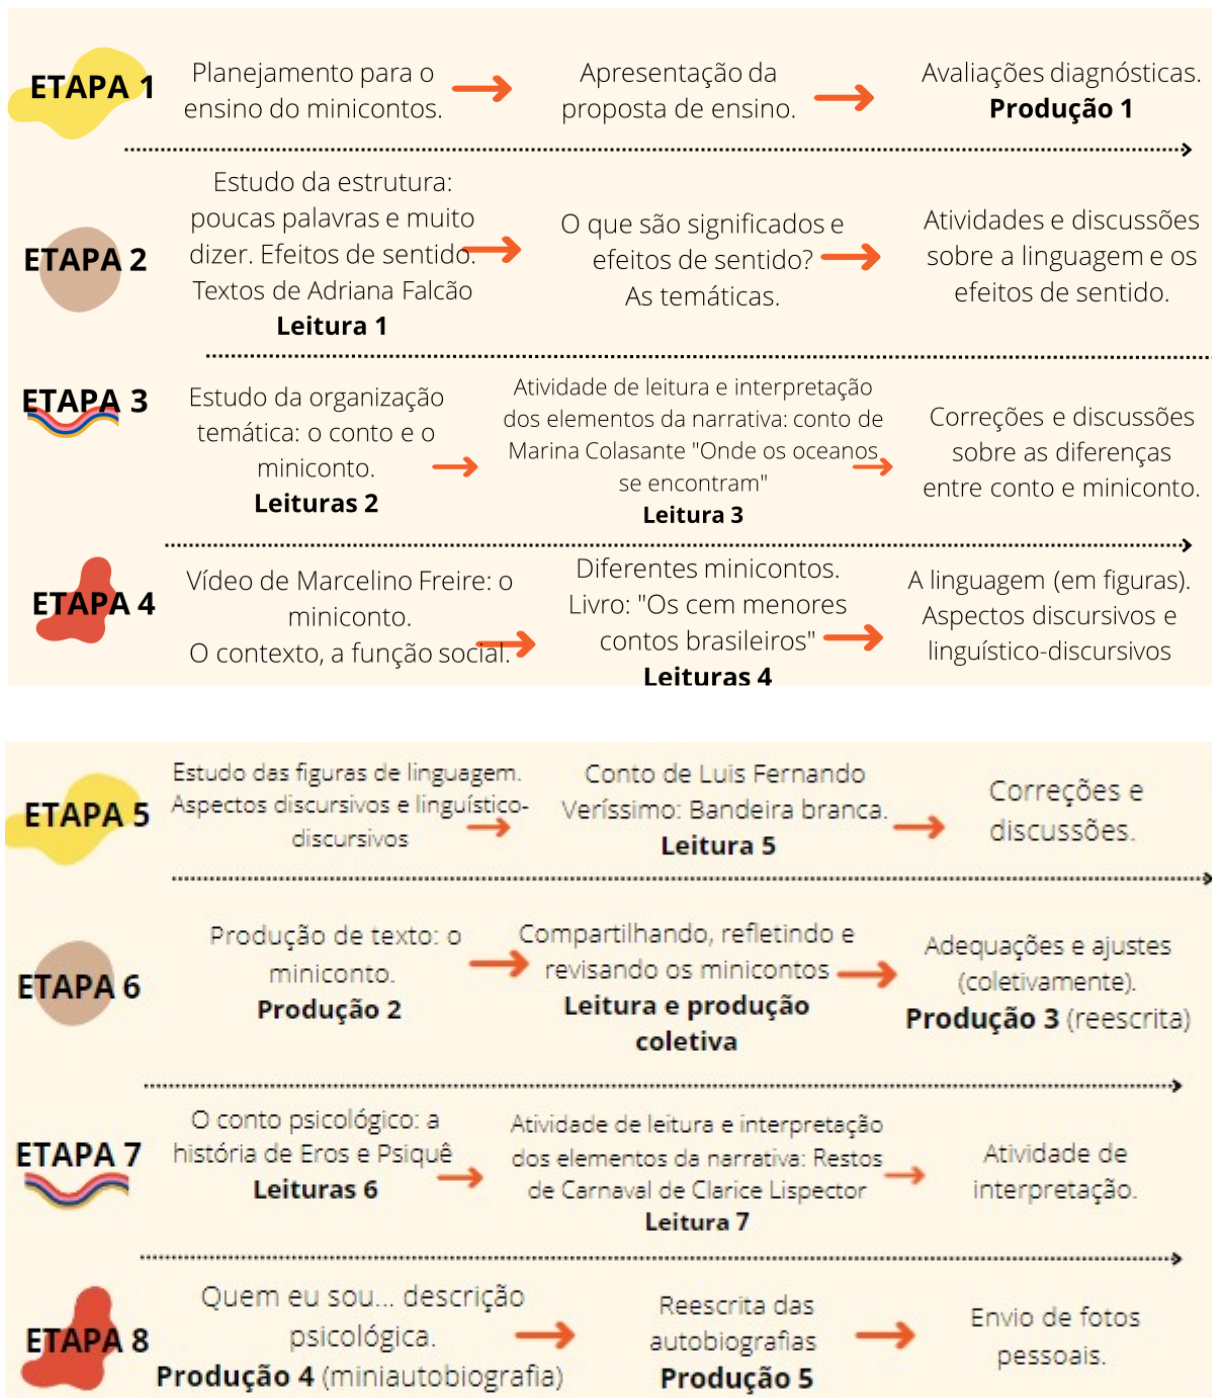 ETAPA 1
Planejamento para o
ensino do minicontos.
Apresentação da
proposta de ensino.
Avaliações diagnósticas.
Produção 1
ETAPA 2
Estudo da estrutura:
poucas palavras e muito
dizer. Efeitos de sentido.
Textos de Adriana Falcão
Leitura 1
O que são significados e
efeitos de sentido?
As temáticas.
Atividades e discussões
sobre a linguagem e os
efeitos de sentido.
ETAPA 3
Estudo da organização
temática: o conto e o
miniconto.
Leituras 2
Atividade de leitura e interpretação
dos elementos da narrativa: conto de
Marina Colasante "Onde os oceanos
se encontram"
Leitura 3
Correções e discussões
sobre as diferenças
entre conto e miniconto.
ETAPA 4
Vídeo de Marcelino Freire: o
miniconto.
O contexto, a função social.
Diferentes minicontos.
Livro: "Os cem menores
contos brasileiros"
Leituras 4
A linguagem (em figuras).
Aspectos discursivos e
linguístico-discursivos
ETAPA 5
Estudo das figuras de linguagem.
Aspectos discursivos e linguístico-
discursivos
Conto de Luis Fernando
Veríssimo: Bandeira branca.
Leitura 5
Correções e
discussões.
ETAPA 6
Produção de texto: o
miniconto.
Produção 2
Compartilhando, refletindo e
revisando os minicontos
Leitura e produção
coletiva
Adequações e ajustes
(coletivamente).
Produção 3 (reescrita)
ETAPA 7
O conto psicológico: a
história de Eros e Psiquê
Leituras 6
Atividade de leitura e interpretação
dos elementos da narrativa: Restos
de Carnaval de Clarice Lispector
Leitura 7
Atividade de
interpretação.
ETAPA 8
Quem eu sou... descrição
psicológica.
Produção 4 (miniautobiografia)
Reescrita das
autobiografias
Produção 5
Envio de fotos
pessoais.